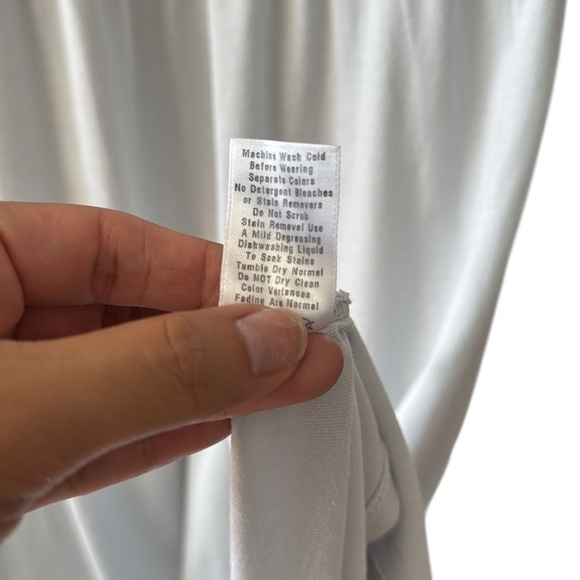 Machine Wash Cold
Before Wearing
Separate Colors
No Detergent Bleaches
or Stain Removers
Do Not Scrub
Stain Removal Use
A Mild Degreasing
Dishwashing Liquid
To Soak Stains
Tumble Dry Normal
Do NOT Dry Clean
Color Variances
Fading Are Normal